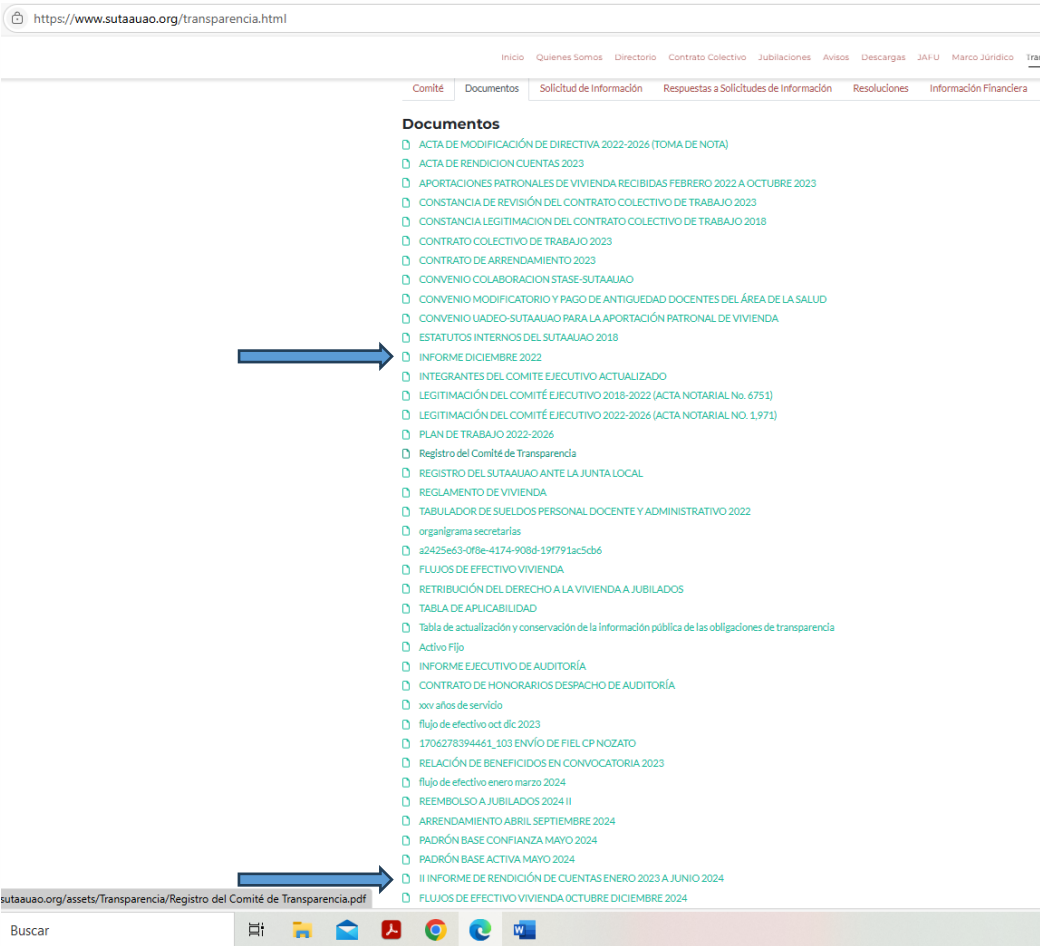 https://www.sutaauao.org/transparencia.html
Inicio Quienes Somos Directorio Contrato Colectivo Jubilaciones Avisos Descargas JAFU Marco Júridico
Comité Documentos Solicitud de Información Respuestas a Solicitudes de Información Resoluciones Información Financiera
Documentos
ACTA DE MODIFICACIÓN DE DIRECTIVA 2022-2026 (TOMA DE NOTA)
ACTA DE RENDICION CUENTAS 2023
APORTACIONES PATRONALES DE VIVIENDA RECIBIDAS FEBRERO 2022 A OCTUBRE 2023
CONSTANCIA DE REVISIÓN DEL CONTRATO COLECTIVO DE TRABAJO 2023
CONSTANCIA LEGITIMACION DEL CONTRATO COLECTIVO DE TRABAJO 2018
CONTRATO COLECTIVO DE TRABAJO 2023
CONTRATO DE ARRENDAMIENTO 2023
CONVENIO COLABORACION STASE-SUTAAUAO
CONVENIO MODIFICATORIO Y PAGO DE ANTIGUEDAD DOCENTES DEL ÁREA DE LA SALUD
CONVENIO UADEO-SUTAAUAO PARA LA APORTACIÓN PATRONAL DE VIVIENDA
ESTATUTOS INTERNOS DEL SUTAAUAO 2018
INFORME DICIEMBRE 2022
INTEGRANTES DEL COMITE EJECUTIVO ACTUALIZADO
LEGITIMACIÓN DEL COMITÉ EJECUTIVO 2018-2022 (ACTA NOTARIAL No. 6751)
LEGITIMACIÓN DEL COMITÉ EJECUTIVO 2022-2026 (ACTA NOTARIAL NO. 1,971)
PLAN DE TRABAJO 2022-2026
Registro del Comité de Transparencia
REGISTRO DEL SUTAAUAO ANTE LA JUNTA LOCAL
REGLAMENTO DE VIVIENDA
TABULADOR DE SUELDOS PERSONAL DOCENTE Y ADMINISTRATIVO 2022
organigrama secretarias
a2425e63-0f8e-4174-908d-19f791ac5cb6
FLUJOS DE EFECTIVO VIVIENDA
RETRIBUCIÓN DEL DERECHO A LA VIVIENDA A JUBILADOS
TABLA DE APLICABILIDAD
Tabla de actualización y conservación de la información pública de las obligaciones de transparencia
Activo Fijo
INFORME EJECUTIVO DE AUDITORÍA
CONTRATO DE HONORARIOS DESPACHO DE AUDITORÍA
xxv años de servicio
flujo de efectivo oct dic 2023
1706278394461_103 ENVÍO DE FIEL CP NOZATO
RELACIÓN DE BENEFICIDOS EN CONVOCATORIA 2023
flujo de efectivo enero marzo 2024
REEMBOLSO A JUBILADOS 2024 II
ARRENDAMIENTO ABRIL SEPTIEMBRE 2024
PADRÓN BASE CONFIANZA MAYO 2024
PADRÓN BASE ACTIVA MAYO 2024
II INFORME DE RENDICIÓN DE CUENTAS ENERO 2023 A JUNIO 2024
FLUJOS DE EFECTIVO VIVIENDA 0CTUBRE DICIEMBRE 2024
sutaauao.org/assets/Transparencia/Registro del Comité de Transparencia.pdf
Buscar